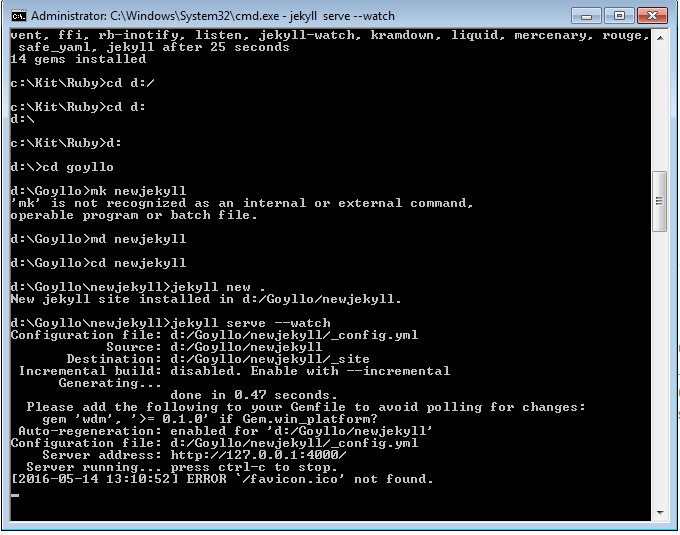 Administrator: C:\Windows\System32\cmd.exe - jekyll serve --watch
vent, ffi, rb-inotify, listen, jekyll-watch, kramdown, liquid, mercenary, rouge,
safe_yaml, jekyll after 25 seconds
14 gems installed
c:\Kit\Ruby>cd d:/
c:\Kit\Ruby>cd d:
d:\
c:\Kit\Ruby>d:
d:\>cd goyllo
d:\Goyllo>mk newjekyll
'mk' is not recognized as an internal or external command,
operable program or batch file.
d:\Goyllo>md newjekyll
d:\Goyllo>cd newjekyll
d:\Goyllo\newjekyll>jekyll new .
New jekyll site installed in d:/Goyllo/newjekyll.
d:\Goyllo\newjekyll>jekyll serve --watch
Configuration file: d:/Goyllo/newjekyll/_config.yml
Source: d:/Goyllo/newjekyll
Destination: d:/Goyllo/newjekyll/_site
Incremental build: disabled. Enable with --incremental
Generating...
done in 0.47 seconds.
Please add the following to your Gemfile to avoid polling for changes:
gem 'wdm', '>= 0.1.0' if Gem.win_platform?
Auto-regeneration: enabled for 'd:/Goyllo/newjekyll'
Configuration file: d:/Goyllo/newjekyll/_config.yml
Server address: http://127.0.0.1:4000/
Server running... press ctrl-c to stop.
[2016-05-14 13:10:52] ERROR `/favicon.ico' not found.